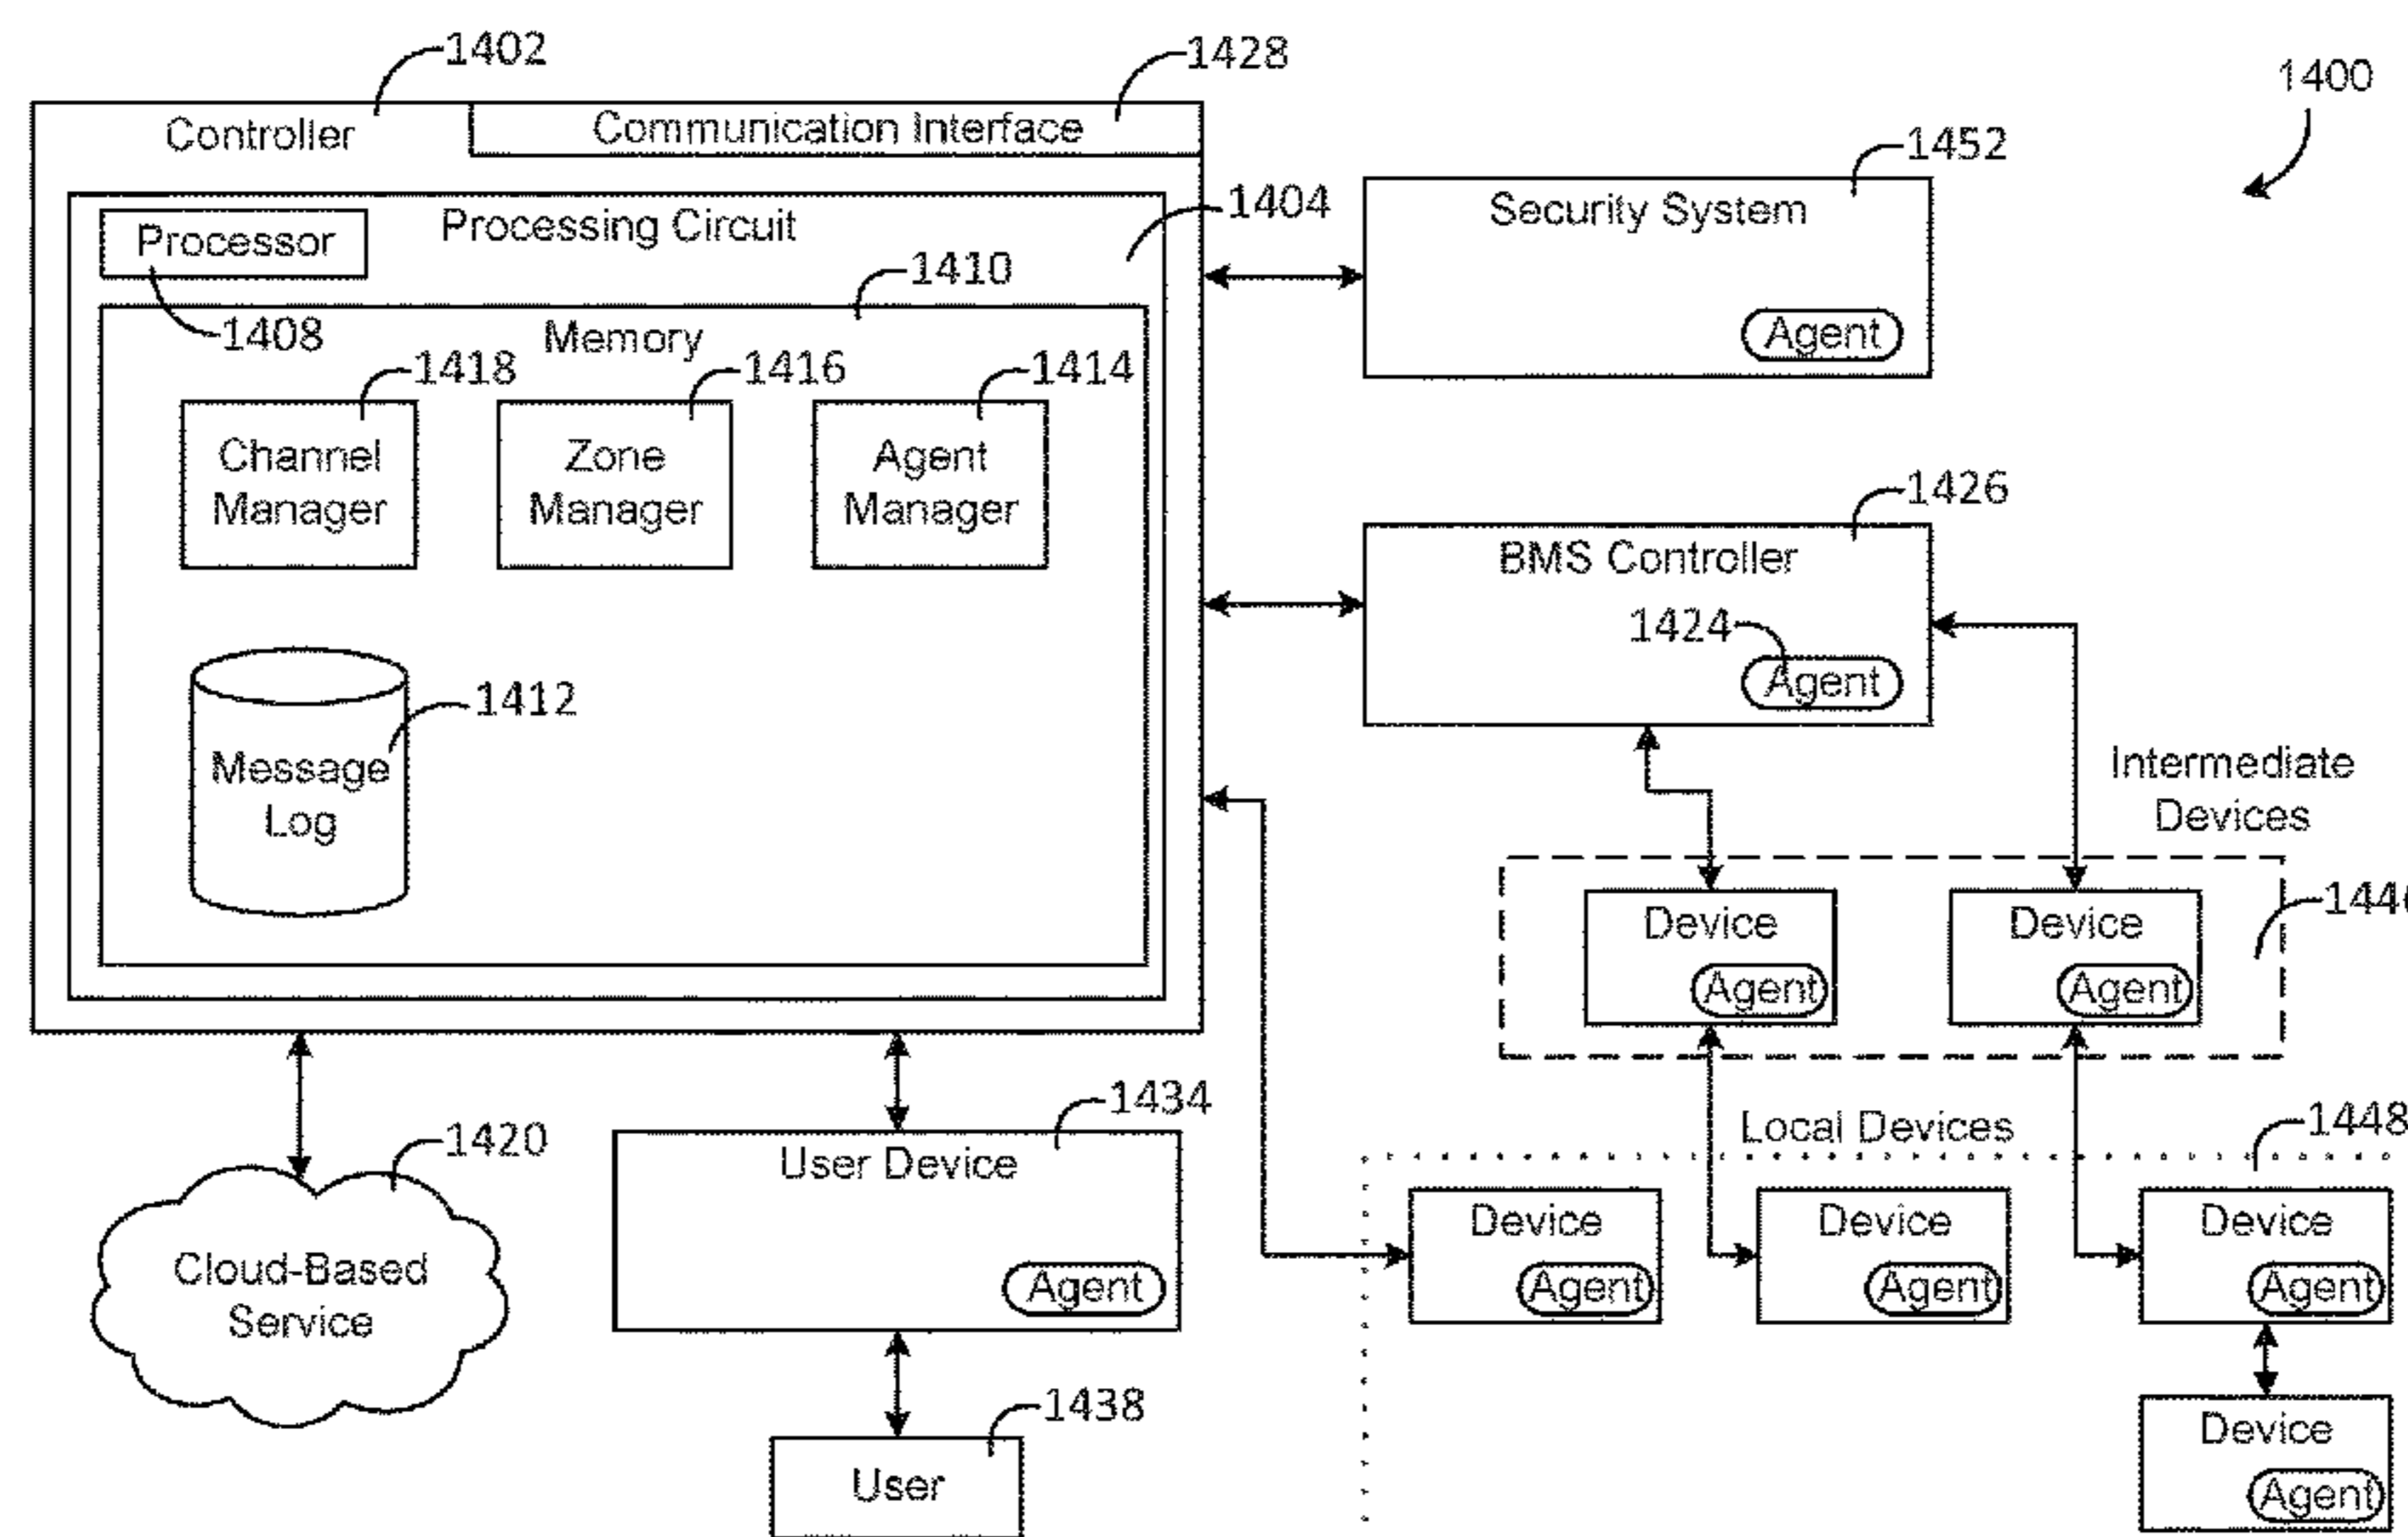 1402
1428
1400
Controller
Communication Interface
1452
Processing Circuit
1404
Security System
Processor
1410
1408
Memory
Agent
1418
1416
1414
Channel
Manager
Zone
Manager
Agent
Manager
1426
BMS Controller
1424
Agent
1412
Message
Log
Intermediate
Devices
Device
Agent
Device
Agent
1434
Local Devices
1448
1420
User Device
Agent
Cloud-Based
Service
Device
Agent
Device
Agent
Device
Agent
1438
User
Device
Agent